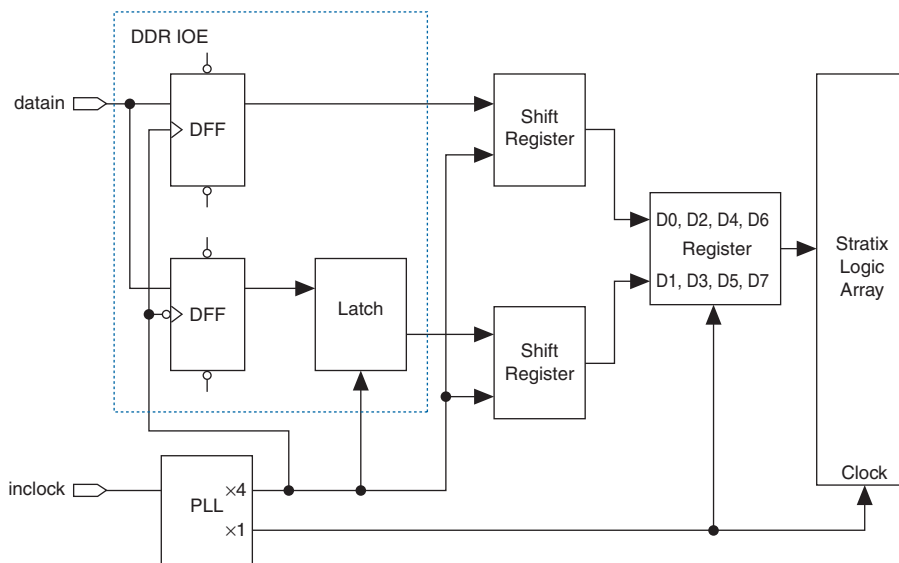 DDR IOE
datain
DFF
Shift
Register
D0, D2, D4, D6
Register
D1, D3, D5, D7
Stratix
Logic
Array
DFF
Latch
Shift
Register
Clock
inclock
PLL
×4
×1